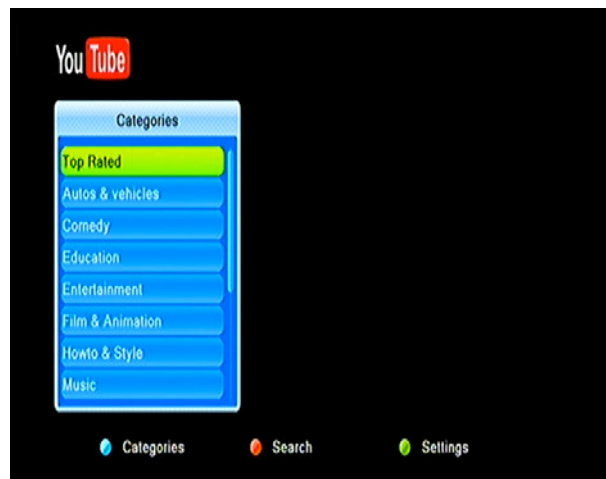 You Tube
Categories
Top Rated
Autos & vehicles
Comedy
Education
Entertainment
Film & Animation
Howto & Style
Music
Categories Search Settings